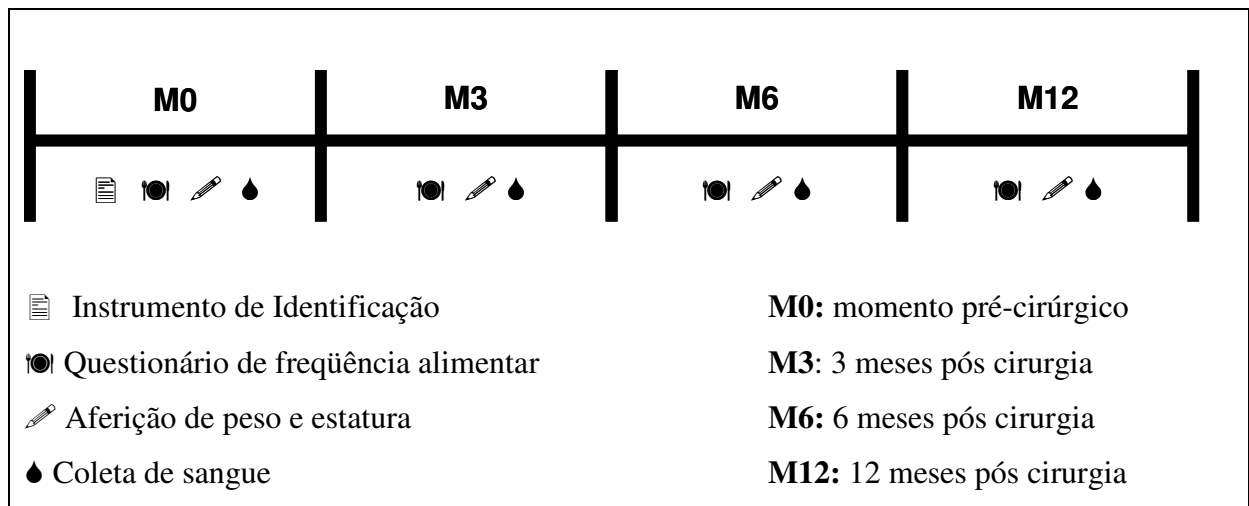 M0 M3 M6 M12
Instrumento de Identificação
Questionário de freqüência alimentar
Aferição de peso e estatura
Coleta de sangue
M0: momento pré-cirúrgico
M3: 3 meses pós cirurgia
M6: 6 meses pós cirurgia
M12: 12 meses pós cirurgia